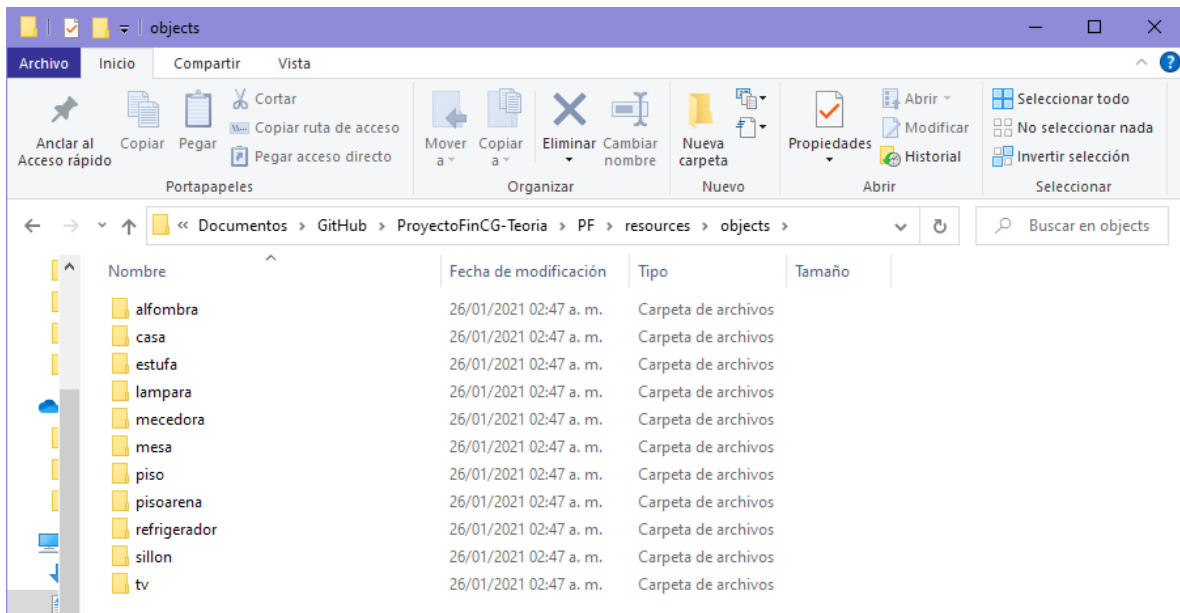 objects
Archivo Inicio Compartir Vista
Anclar al Acceso rápido
Copiar
Pegar
Cortar
Copiar ruta de acceso
Pegar acceso directo
Portapapeles
Mover a
Copiar a
Eliminar
Cambiar nombre
Organizar
Nueva carpeta
Nuevo
Propiedades
Abrir
Modificar
Historial
Abrir
Seleccionar todo
No seleccionar nada
Invertir selección
Seleccionar
« Documentos > GitHub > ProyectoFinCG-Teoria > PF > resources > objects >
Buscar en objects
Nombre Fecha de modificación Tipo Tamaño
alfombra 26/01/2021 02:47 a. m. Carpeta de archivos
casa 26/01/2021 02:47 a. m. Carpeta de archivos
estufa 26/01/2021 02:47 a. m. Carpeta de archivos
lampara 26/01/2021 02:47 a. m. Carpeta de archivos
mecedora 26/01/2021 02:47 a. m. Carpeta de archivos
mesa 26/01/2021 02:47 a. m. Carpeta de archivos
piso 26/01/2021 02:47 a. m. Carpeta de archivos
pisoarena 26/01/2021 02:47 a. m. Carpeta de archivos
refrigerador 26/01/2021 02:47 a. m. Carpeta de archivos
sillon 26/01/2021 02:47 a. m. Carpeta de archivos
tv 26/01/2021 02:47 a. m. Carpeta de archivos